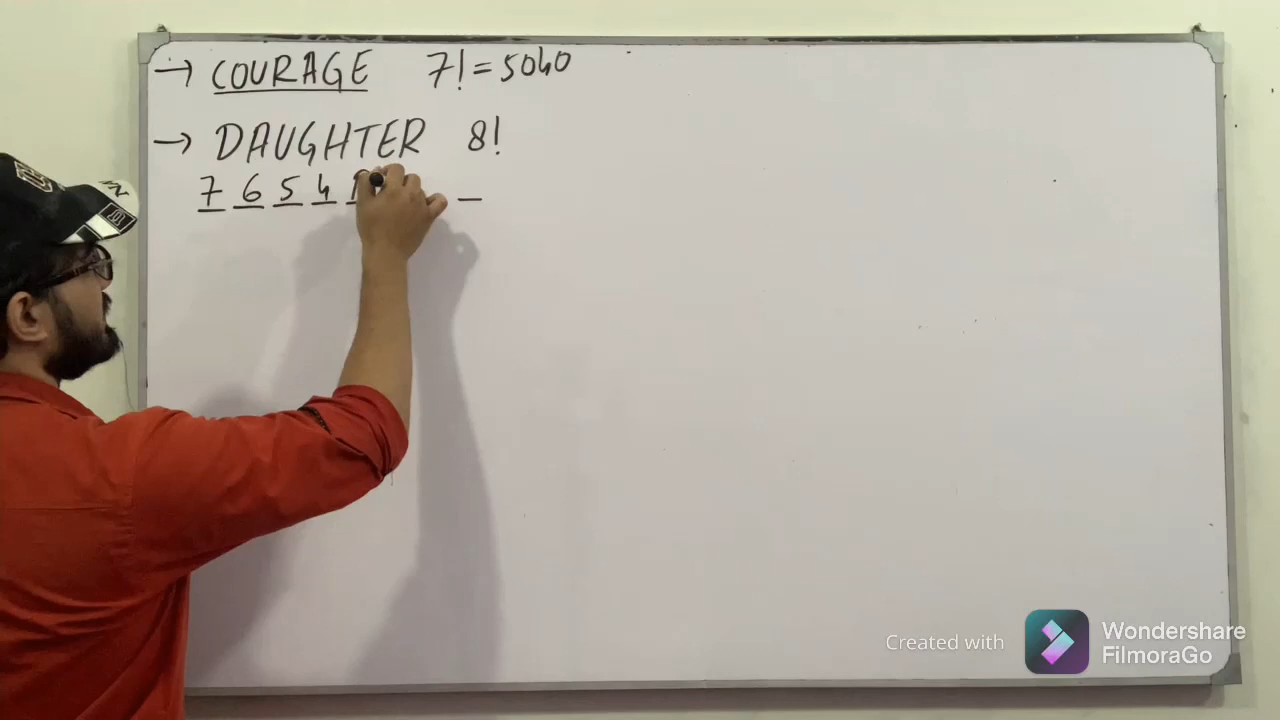 → COURAGE 7! = 5040
→ DAUGHTER 8!
7 6 5 4
Created with Wondershare FilmoraGo